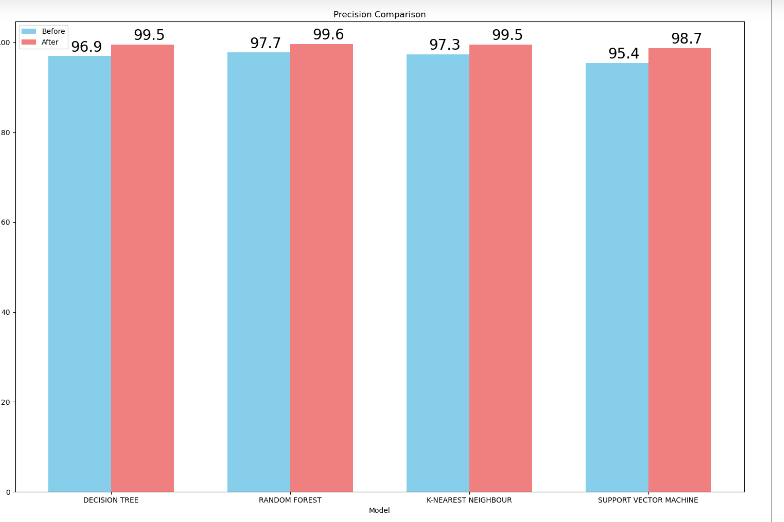 Precision Comparison
Before
After
96.9
99.5
97.7
99.6
97.3
99.5
95.4
98.7
80
60
40
20
0
DECISION TREE
RANDOM FOREST
K-NEAREST NEIGHBOUR
SUPPORT VECTOR MACHINE
Model